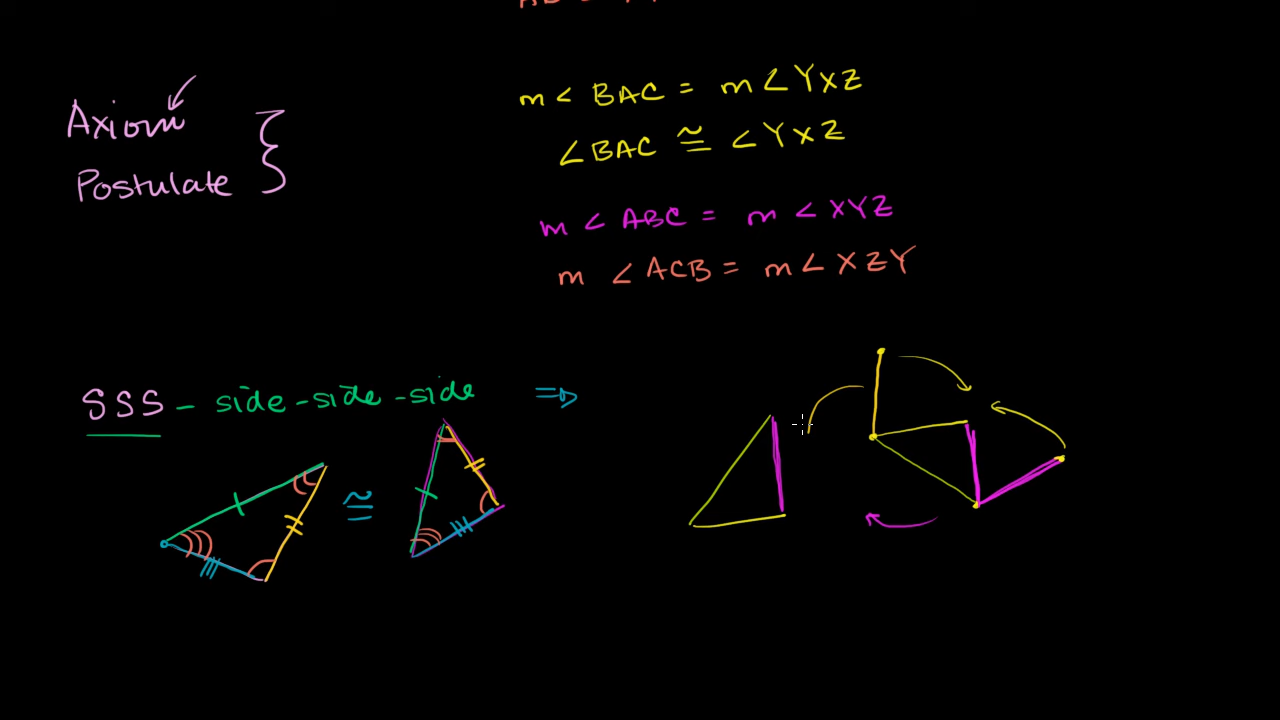 Axiom
Postulate
m∠BAC = m∠YXZ
∠BAC ≅ ∠YXZ
m∠ABC = m∠XYZ
m∠ACB = m∠XZY
SSS - side-side-side ⇒
≅